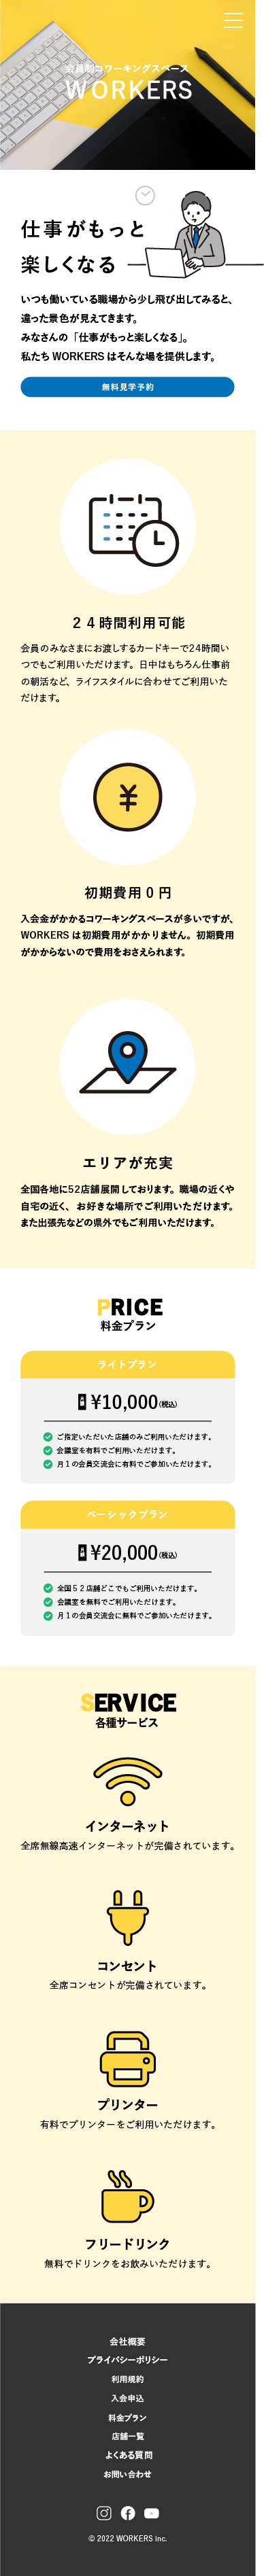 会員制コワーキングスペース
WORKERS
仕事がもっと
楽しくなる
いつも働いている職場から少し飛び出してみると、
違った景色が見えてきます。
みなさんの「仕事がもっと楽しくなる」。
私たち WORKERS はそんな場を提供します。
無料見学予約
２４時間利用可能
会員のみなさまにお渡しするカードキーで24時間い
つでもご利用いただけます。日中はもちろん仕事前
の朝活など、ライフスタイルに合わせてご利用いた
だけます。
初期費用０円
入会金がかかるコワーキングスペースが多いですが、
WORKERS は初期費用がかかりません。初期費用
がかからないので費用をおさえられます。
エリアが充実
全国各地に52店舗展開しております。職場の近くや
自宅の近く、お好きな場所でご利用いただけます。
また出張先などの県外でもご利用いただけます。
PRICE
料金プラン
ライトプラン
月額 ¥10,000(税込)
ご指定いただいた店舗のみご利用いただけます。
会議室を有料でご利用いただけます。
月１の会員交流会に有料でご参加いただけます。
ベーシックプラン
月額 ¥20,000(税込)
全国５２店舗どこでもご利用いただけます。
会議室を無料でご利用いただけます。
月１の会員交流会に無料でご参加いただけます。
SERVICE
各種サービス
インターネット
全席無線高速インターネットが完備されています。
コンセント
全席コンセントが完備されています。
プリンター
有料でプリンターをご利用いただけます。
フリードリンク
無料でドリンクをお飲みいただけます。
会社概要
プライバシーポリシー
利用規約
入会申込
料金プラン
店舗一覧
よくある質問
お問い合わせ
© 2022 WORKERS inc.